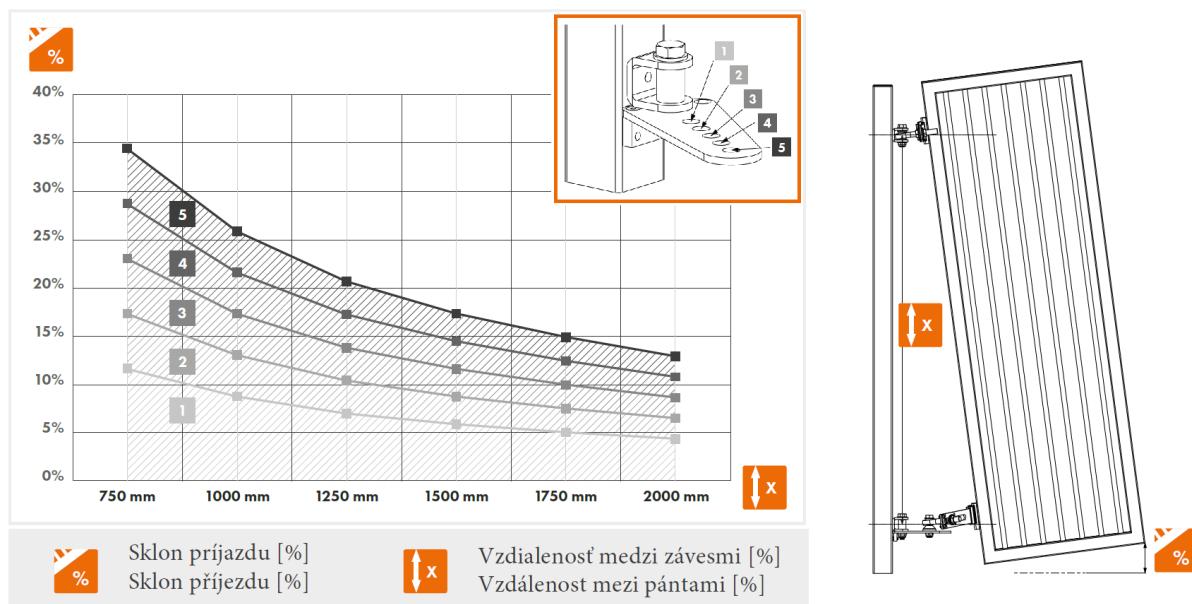 %
40%
35%
30%
25%
20%
15%
10%
5%
0%
5
4
3
2
1
750 mm
1000 mm
1250 mm
1500 mm
1750 mm
2000 mm
X
1
2
3
4
5
X
%
%
Sklon príjazdu [%]
Sklon příjezdu [%]
X
Vzdialenosť medzi závesmi [%]
Vzdálenost mezi pántami [%]